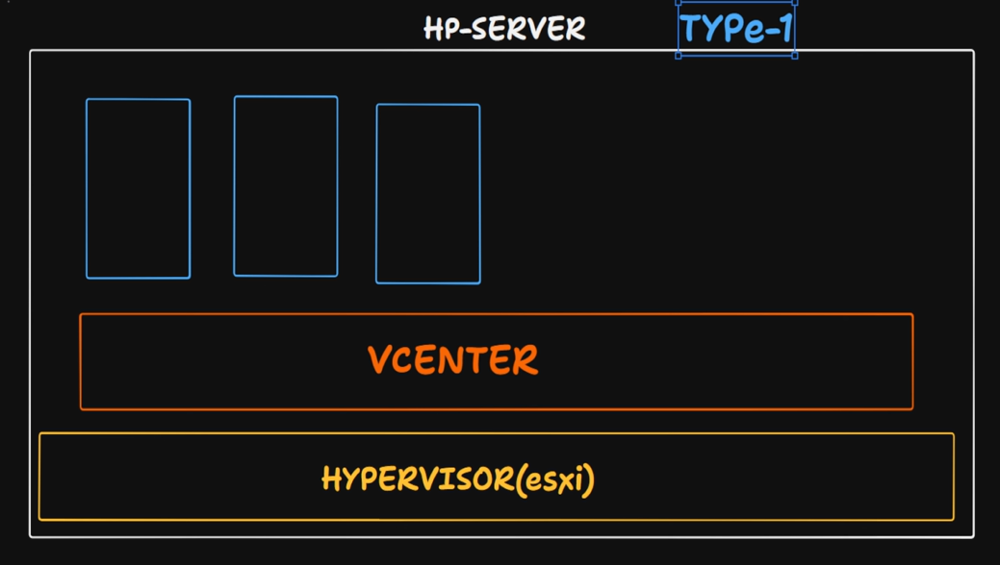 HP-SERVER
TYPe-1
VCENTER
HYPERVISOR(esxi)